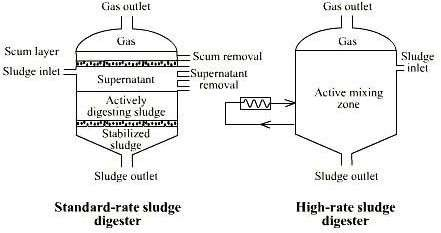 Gas outlet
Gas
Scum layer
Scum removal
Sludge inlet
Supernatant
Supernatant
removal
Actively
digesting sludge
Stabilized
sludge
Sludge outlet
Standard-rate sludge
digester
Gas outlet
Gas
Sludge
inlet
Active mixing
zone
Sludge outlet
High-rate sludge
digester